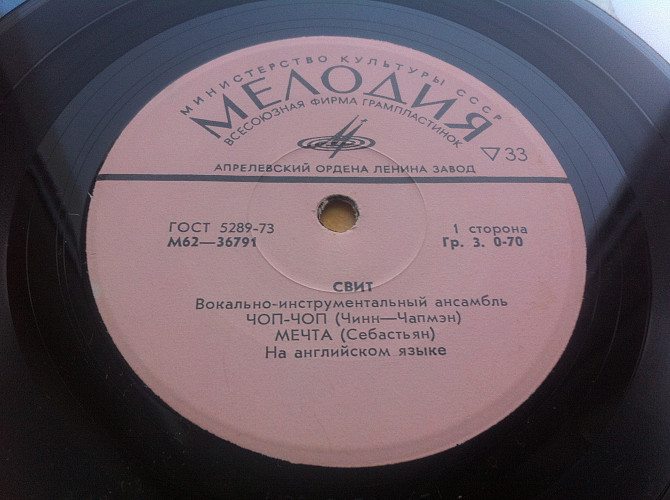 МИНИСТЕРСТВО КУЛЬТУРЫ СССР
МЕЛОДИЯ
ВСЕСОЮЗНАЯ ФИРМА ГРАМПЛАСТИНОК
33
АПРЕЛЕВСКИЙ ОРДЕНА ЛЕНИНА ЗАВОД
ГОСТ 5289-73
М62—36791
1 сторона
Гр. 3. 0-70
СВИТ
Вокально-инструментальный ансамбль
ЧОП-ЧОП (Чинн—Чапмэн)
МЕЧТА (Себастьян)
На английском языке